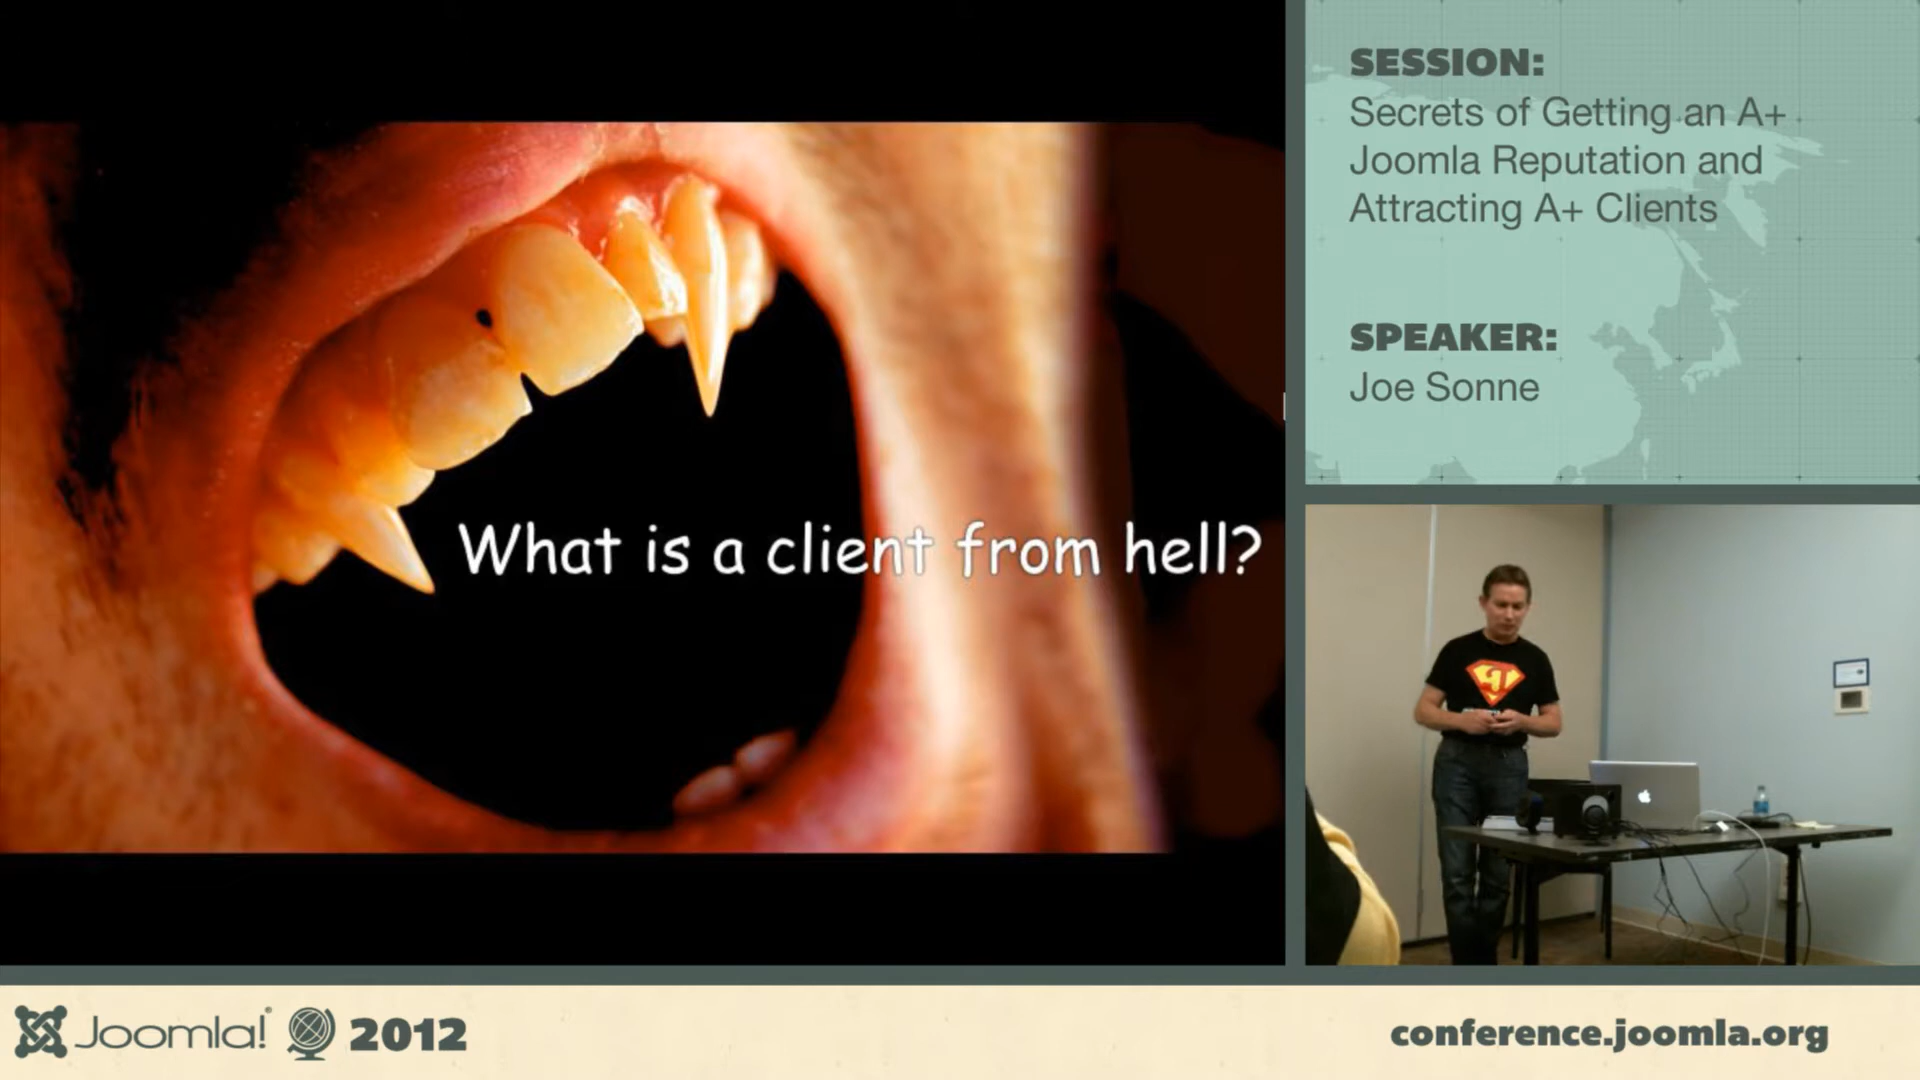 What is a client from hell?
SESSION:
Secrets of Getting an A+
Joomla Reputation and
Attracting A+ Clients
SPEAKER:
Joe Sonne
Joomla!® 2012
conference.joomla.org